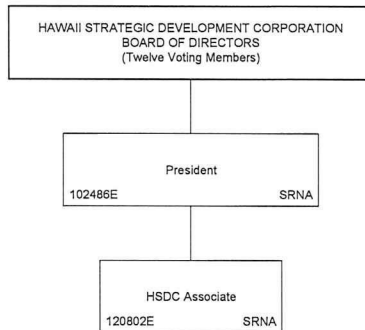 HAWAII STRATEGIC DEVELOPMENT CORPORATION
BOARD OF DIRECTORS
(Twelve Voting Members)
President
102486E SRNA
HSDC Associate
120802E SRNA